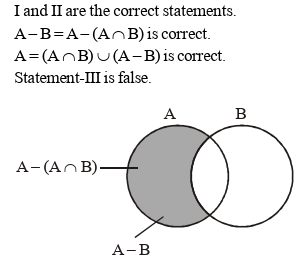 I and II are the correct statements.
A − B = A − (A ∩ B) is correct.
A = (A ∩ B) ∪ (A − B) is correct.
Statement-III is false.
A B
A − (A ∩ B)
A − B